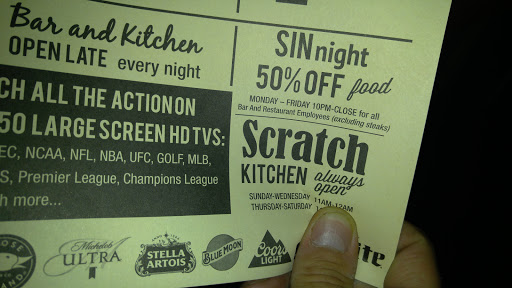 Bar and Kitchen
OPEN LATE every night
CH ALL THE ACTION ON
50 LARGE SCREEN HD TVS:
EC, NCAA, NFL, NBA, UFC, GOLF, MLB,
S, Premier League, Champions League
h more...
SIN night
50% OFF food
MONDAY – FRIDAY 10PM-CLOSE for all
Bar And Restaurant Employees (excluding steaks)
Scratch
KITCHEN always open
SUNDAY-WEDNESDAY 11AM-12AM
THURSDAY-SATURDAY
Michelob
ULTRA
STELLA
ARTOIS
BLUE MOON
Coors
LIGHT